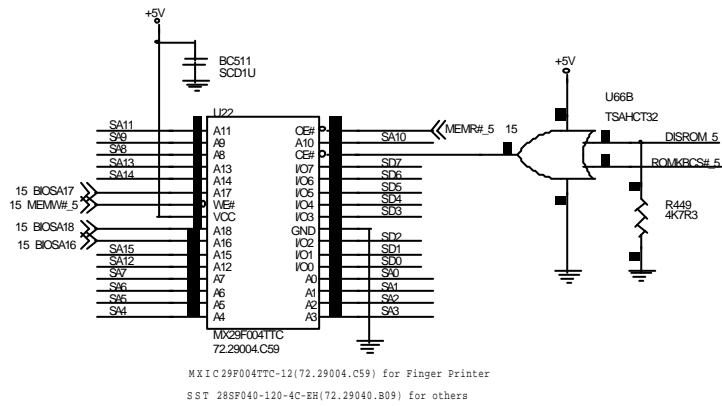 +5V
BC511
SCD1U
+5V
U66B
TSAHCT32
U22
SA11 A11 OE# MEMR#_5 15
SA9 A9 A10 SA10
SA8 A8 CE#
SA13 A13 I/O7 SD7
SA14 A14 I/O6 SD6
15 BIOSA17 A17 I/O5 SD5
15 MEMW#_5 WE# I/O4 SD4
VCC I/O3 SD3
15 BIOSA18 A18 GND
15 BIOSA16 A16 I/O2 SD2
SA15 A15 I/O1 SD1
SA12 A12 I/O0 SD0
SA7 A7 A0 SA0
SA6 A6 A1 SA1
SA5 A5 A2 SA2
SA4 A4 A3 SA3
DISROM_5
ROMKBCS#_5
R449
4K7R3
MX29F004TTC
72.29004.C59
MXIC29F004TTC-12(72.29004.C59) for Finger Printer
SST 28SF040-120-4C-EH(72.29040.B09) for others